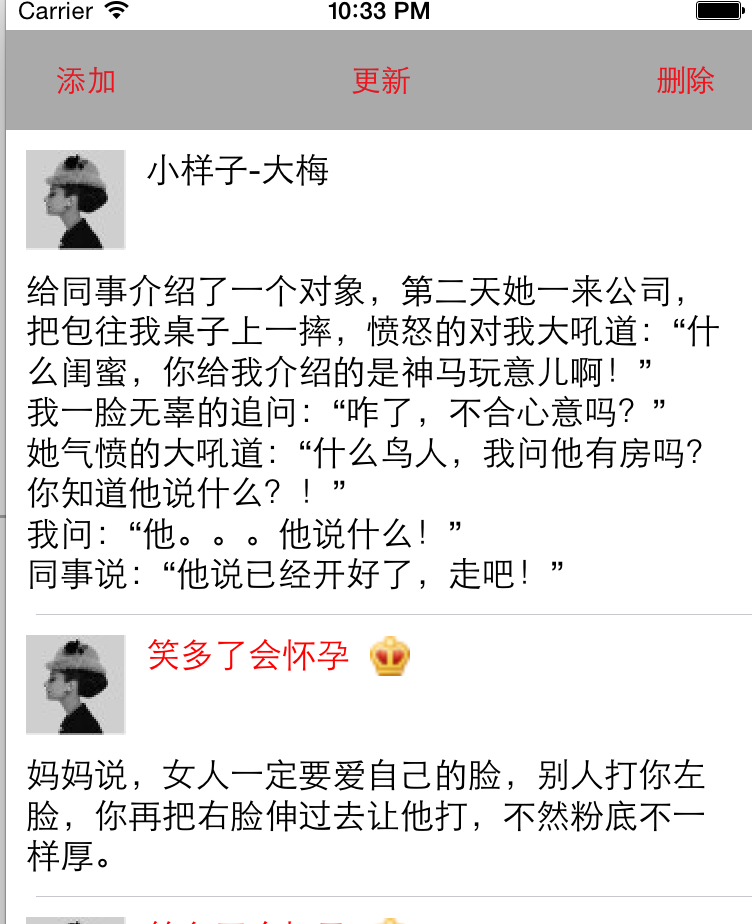 Carrier 10:33 PM
添加 更新 删除
小样子-大梅
给同事介绍了一个对象，第二天她一来公司，
把包往我桌子上一摔，愤怒的对我大吼道：“什
么闺蜜，你给我介绍的是神马玩意儿啊！”
我一脸无辜的追问：“咋了，不合心意吗？”
她气愤的大吼道：“什么鸟人，我问他有房吗？
你知道他说什么？！”
我问：“他。。。他说什么！”
同事说：“他说已经开好了，走吧！”
笑多了会怀孕
妈妈说，女人一定要爱自己的脸，别人打你左
脸，你再把右脸伸过去让他打，不然粉底不一
样厚。